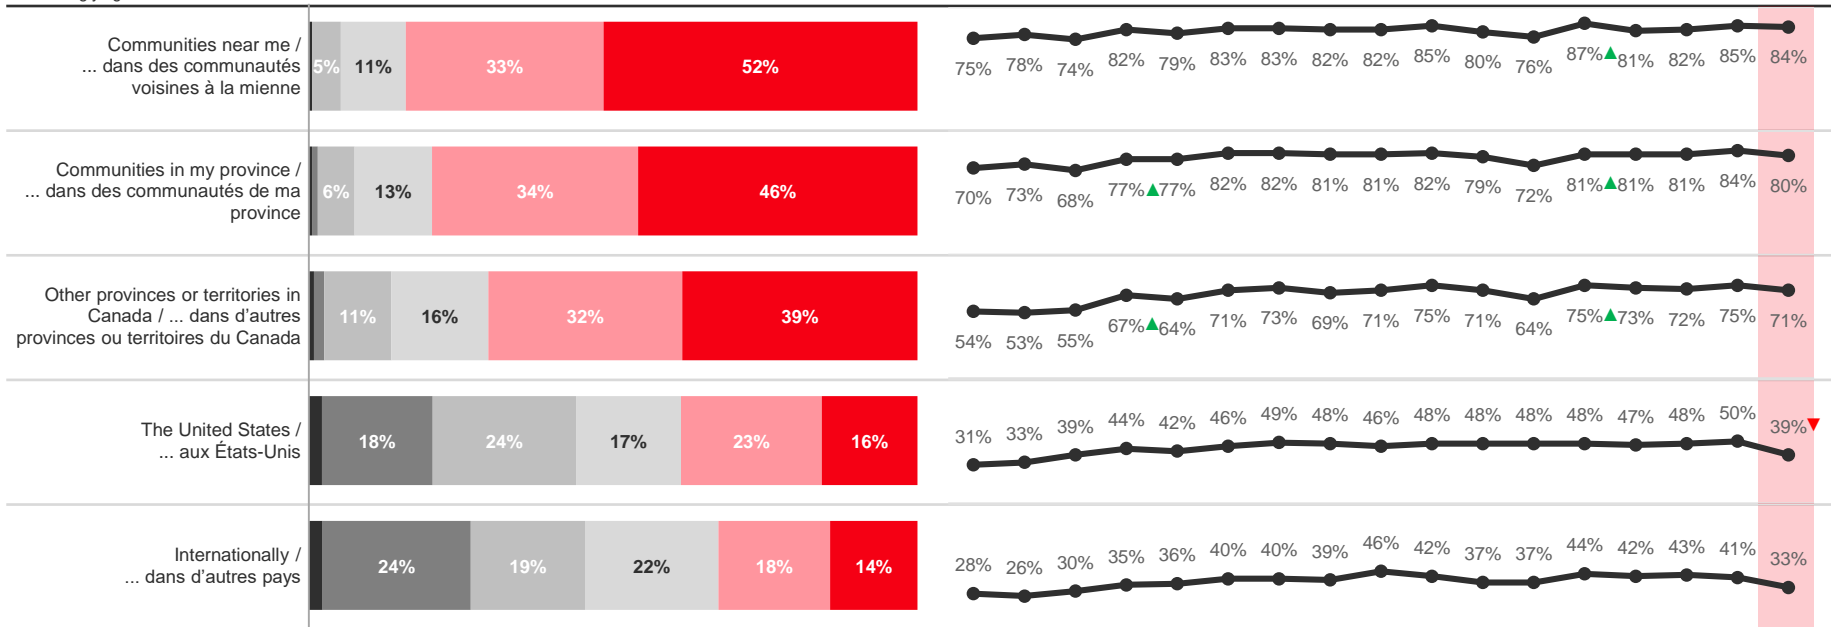 Communities near me /
... dans des communautés
voisines à la mienne
5% 11% 33% 52%
75% 78% 74% 82% 79% 83% 83% 82% 82% 85% 80% 76% 87% 81% 82% 85% 84%
Communities in my province /
... dans des communautés de ma
province
6% 13% 34% 46%
70% 73% 68% 77% 77% 82% 82% 81% 81% 82% 79% 72% 81% 81% 81% 84% 80%
Other provinces or territories in
Canada / ... dans d'autres
provinces ou territoires du Canada
11% 16% 32% 39%
54% 53% 55% 67% 64% 71% 73% 69% 71% 75% 71% 64% 75% 73% 72% 75% 71%
The United States /
... aux États-Unis
18% 24% 17% 23% 16%
31% 33% 39% 44% 42% 46% 49% 48% 46% 48% 48% 48% 48% 47% 48% 50% 39%
Internationally /
... dans d'autres pays
24% 19% 22% 18% 14%
28% 26% 30% 35% 36% 40% 40% 39% 46% 42% 37% 37% 44% 42% 43% 41% 33%